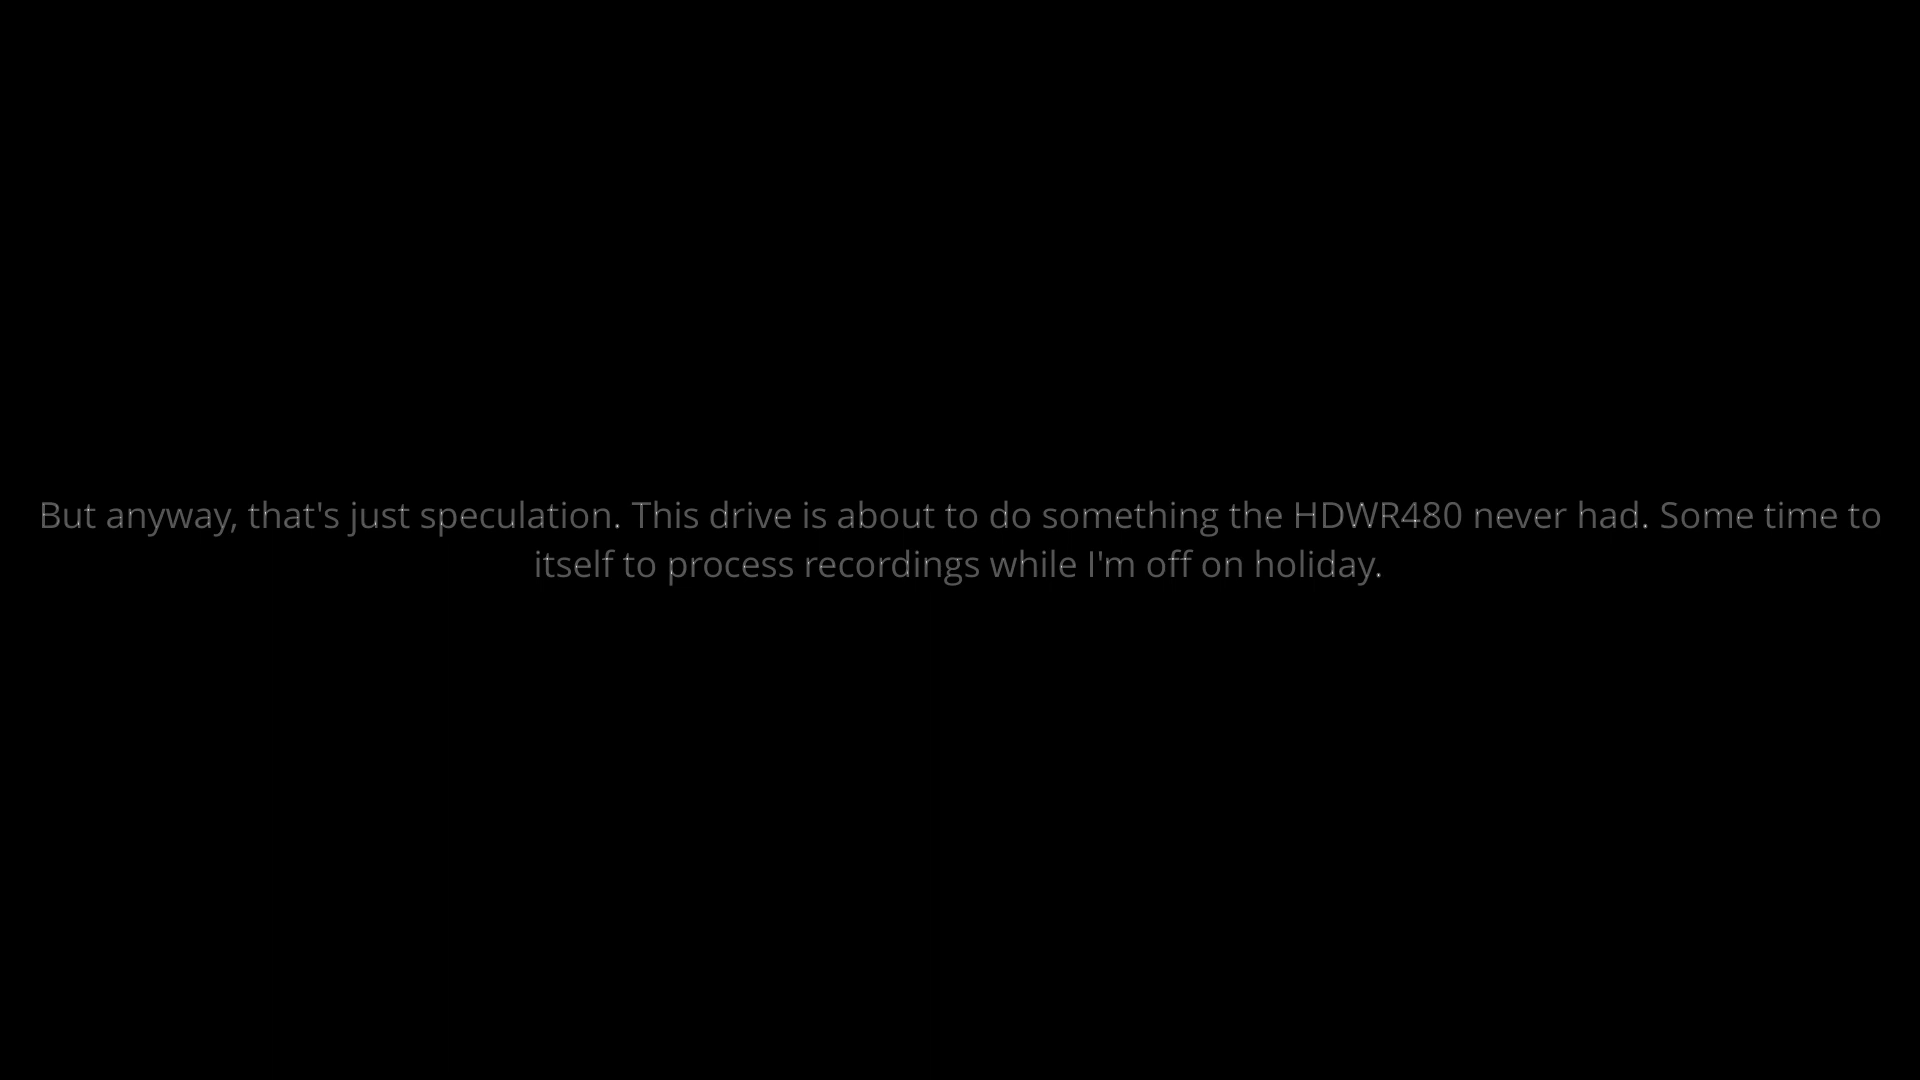 But anyway, that's just speculation. This drive is about to do something the HDWR480 never had. Some time to
itself to process recordings while I'm off on holiday.